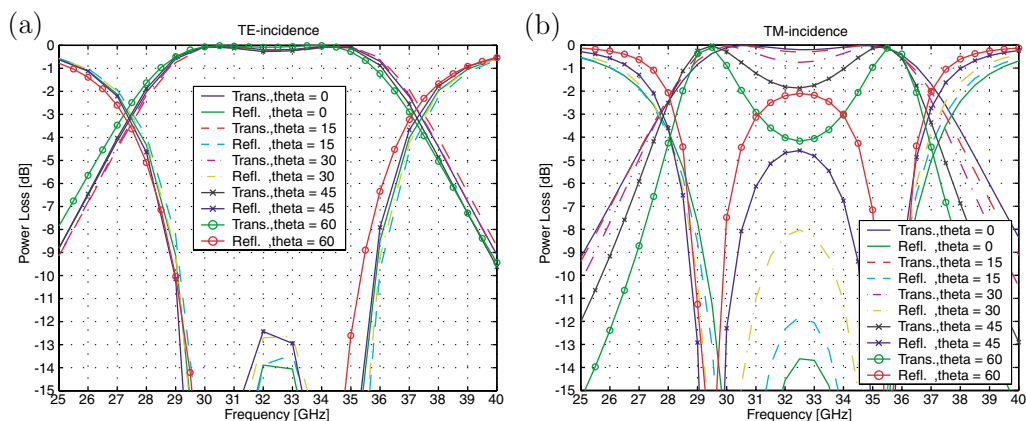 (a)
TE-incidence
0
-1
-2
-3
-4
-5
-6
-7
-8
-9
-10
-11
-12
-13
-14
-15
Power Loss [dB]
Trans.,theta = 0
Refl. ,theta = 0
Trans.,theta = 15
Refl. ,theta = 15
Trans.,theta = 30
Refl. ,theta = 30
Trans.,theta = 45
Refl. ,theta = 45
Trans.,theta = 60
Refl. ,theta = 60
25 26 27 28 29 30 31 32 33 34 35 36 37 38 39 40
Frequency [GHz]
(b)
TM-incidence
0
-1
-2
-3
-4
-5
-6
-7
-8
-9
-10
-11
-12
-13
-14
-15
Power Loss [dB]
Trans.,theta = 0
Refl. ,theta = 0
Trans.,theta = 15
Refl. ,theta = 15
Trans.,theta = 30
Refl. ,theta = 30
Trans.,theta = 45
Refl. ,theta = 45
Trans.,theta = 60
Refl. ,theta = 60
25 26 27 28 29 30 31 32 33 34 35 36 37 38 39 40
Frequency [GHz]